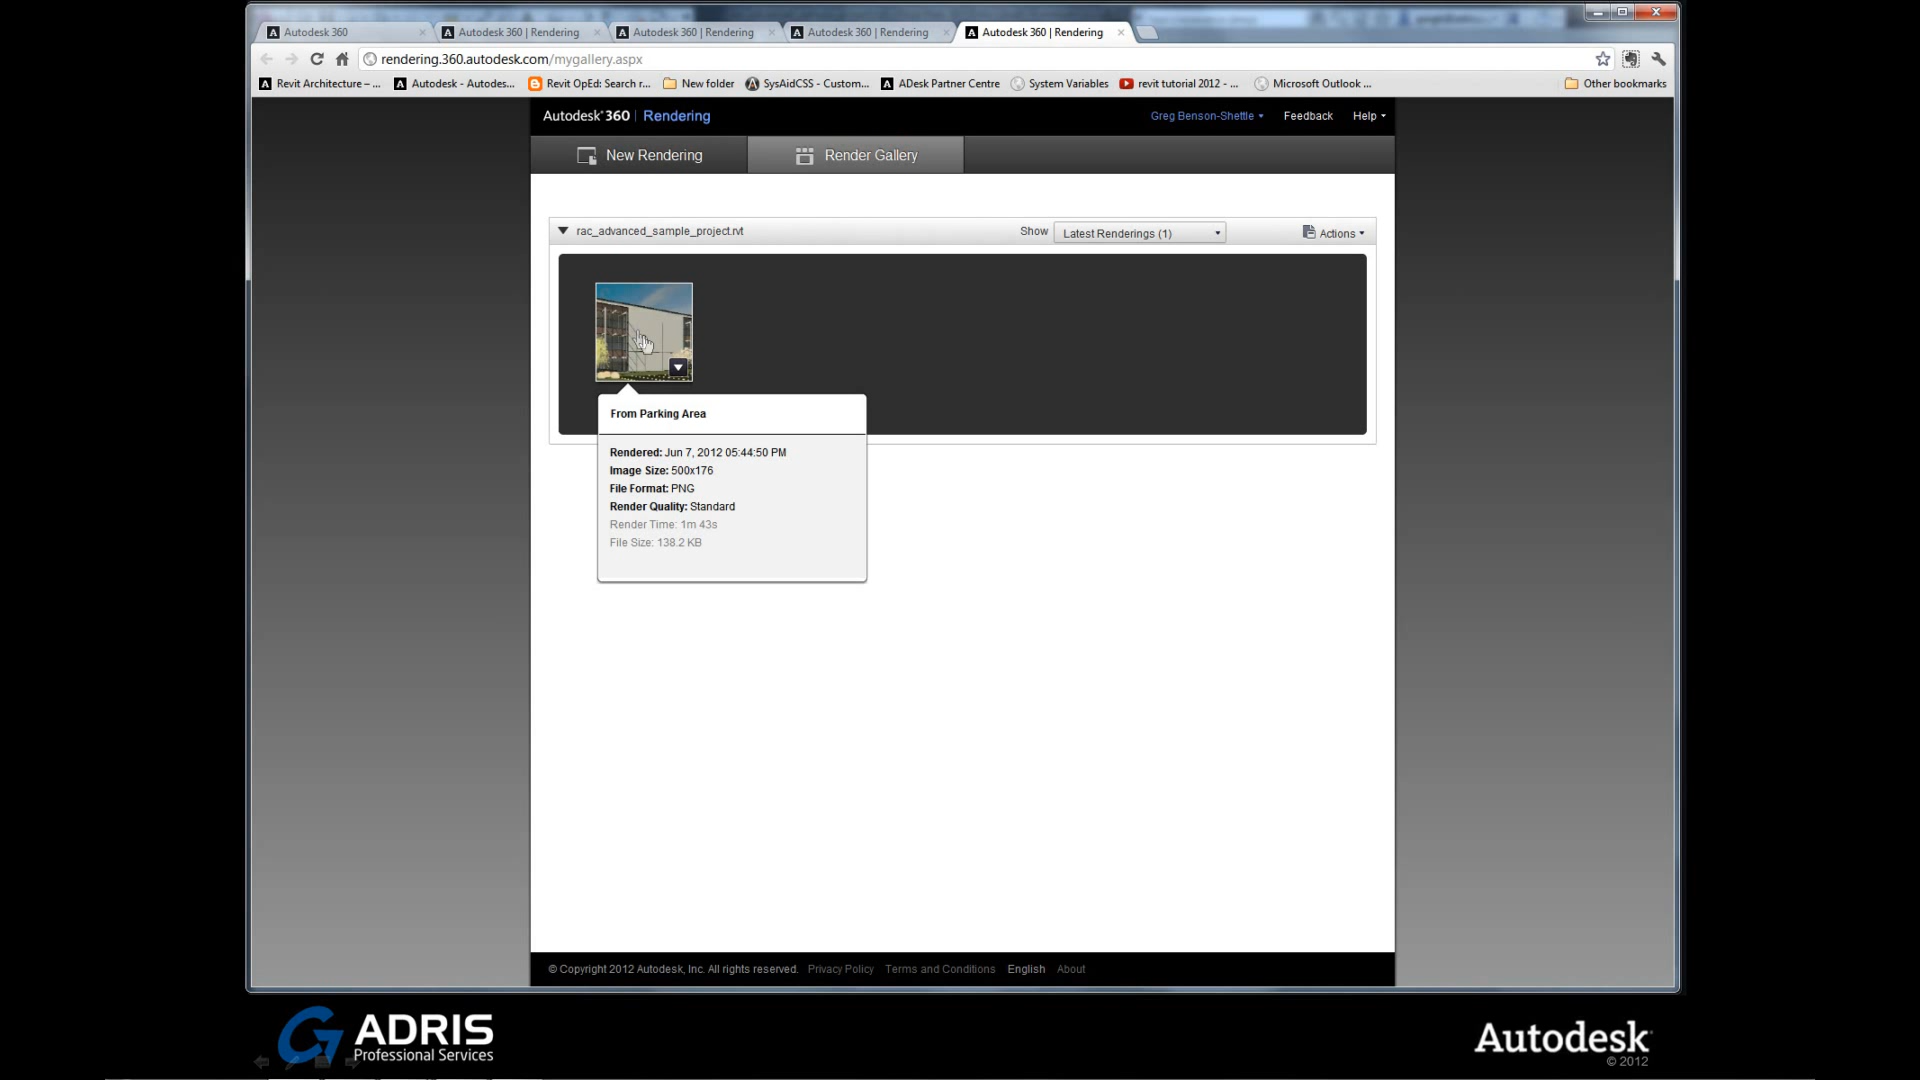 Autodesk 360
Autodesk 360 | Rendering
Autodesk 360 | Rendering
Autodesk 360 | Rendering
Autodesk 360 | Rendering
rendering.360.autodesk.com/mygallery.aspx
Revit Architecture – ...
Autodesk - Autodes...
Revit OpEd: Search r...
New folder
SysAidCSS - Custom...
ADesk Partner Centre
System Variables
revit tutorial 2012 - ...
Microsoft Outlook ...
Other bookmarks
Autodesk® 360 | Rendering
Greg Benson-Shettle
Feedback
Help
New Rendering
Render Gallery
rac_advanced_sample_project.rvt
Show
Latest Renderings (1)
Actions
From Parking Area
Rendered: Jun 7, 2012 05:44:50 PM
Image Size: 500x176
File Format: PNG
Render Quality: Standard
Render Time: 1m 43s
File Size: 138.2 KB
© Copyright 2012 Autodesk, Inc. All rights reserved. Privacy Policy Terms and Conditions English About
G ADRIS
Professional Services
Autodesk
© 2012